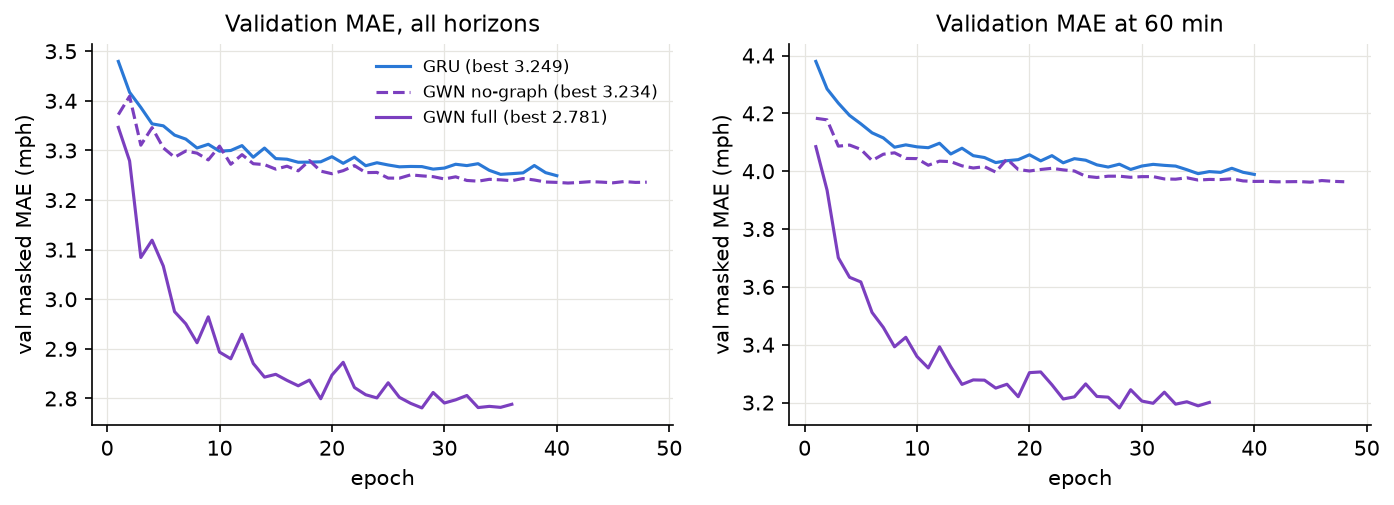 Validation MAE, all horizons
val masked MAE (mph)
3.5
3.4
3.3
3.2
3.1
3.0
2.9
2.8
GRU (best 3.249)
GWN no-graph (best 3.234)
GWN full (best 2.781)
0 10 20 30 40 50
epoch
Validation MAE at 60 min
val masked MAE (mph)
4.4
4.2
4.0
3.8
3.6
3.4
3.2
0 10 20 30 40 50
epoch